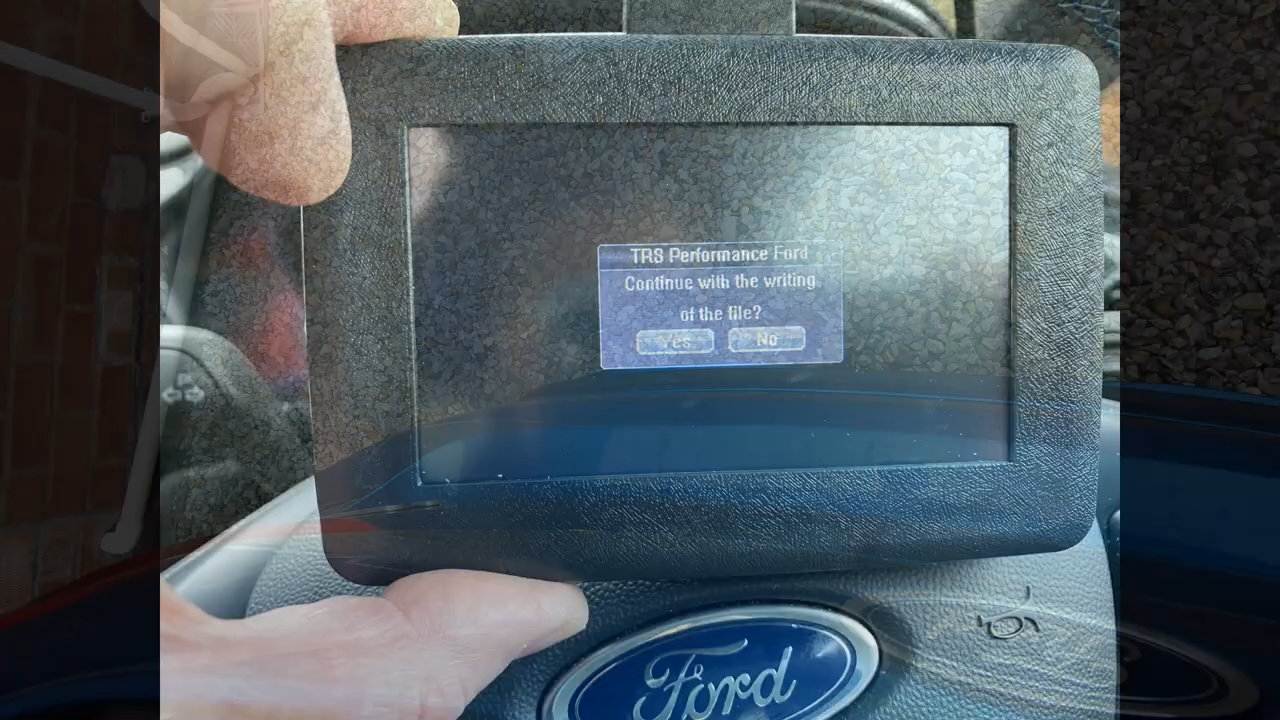 TRS Performance Ford
Continue with the writing
of the file?
Yes No
Ford